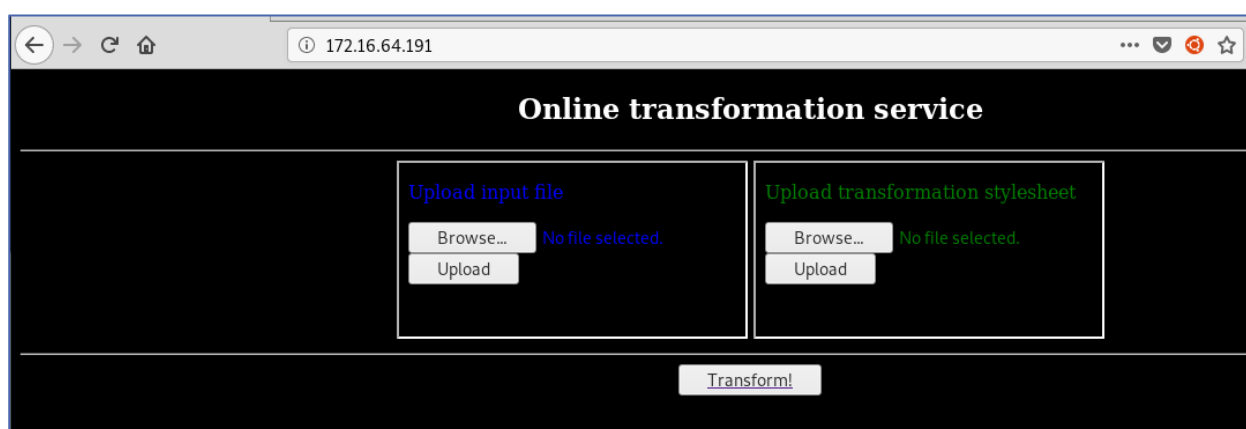 172.16.64.191
Online transformation service
Upload input file
Upload transformation stylesheet
Browse... No file selected.
Browse... No file selected.
Upload
Upload
Transform!